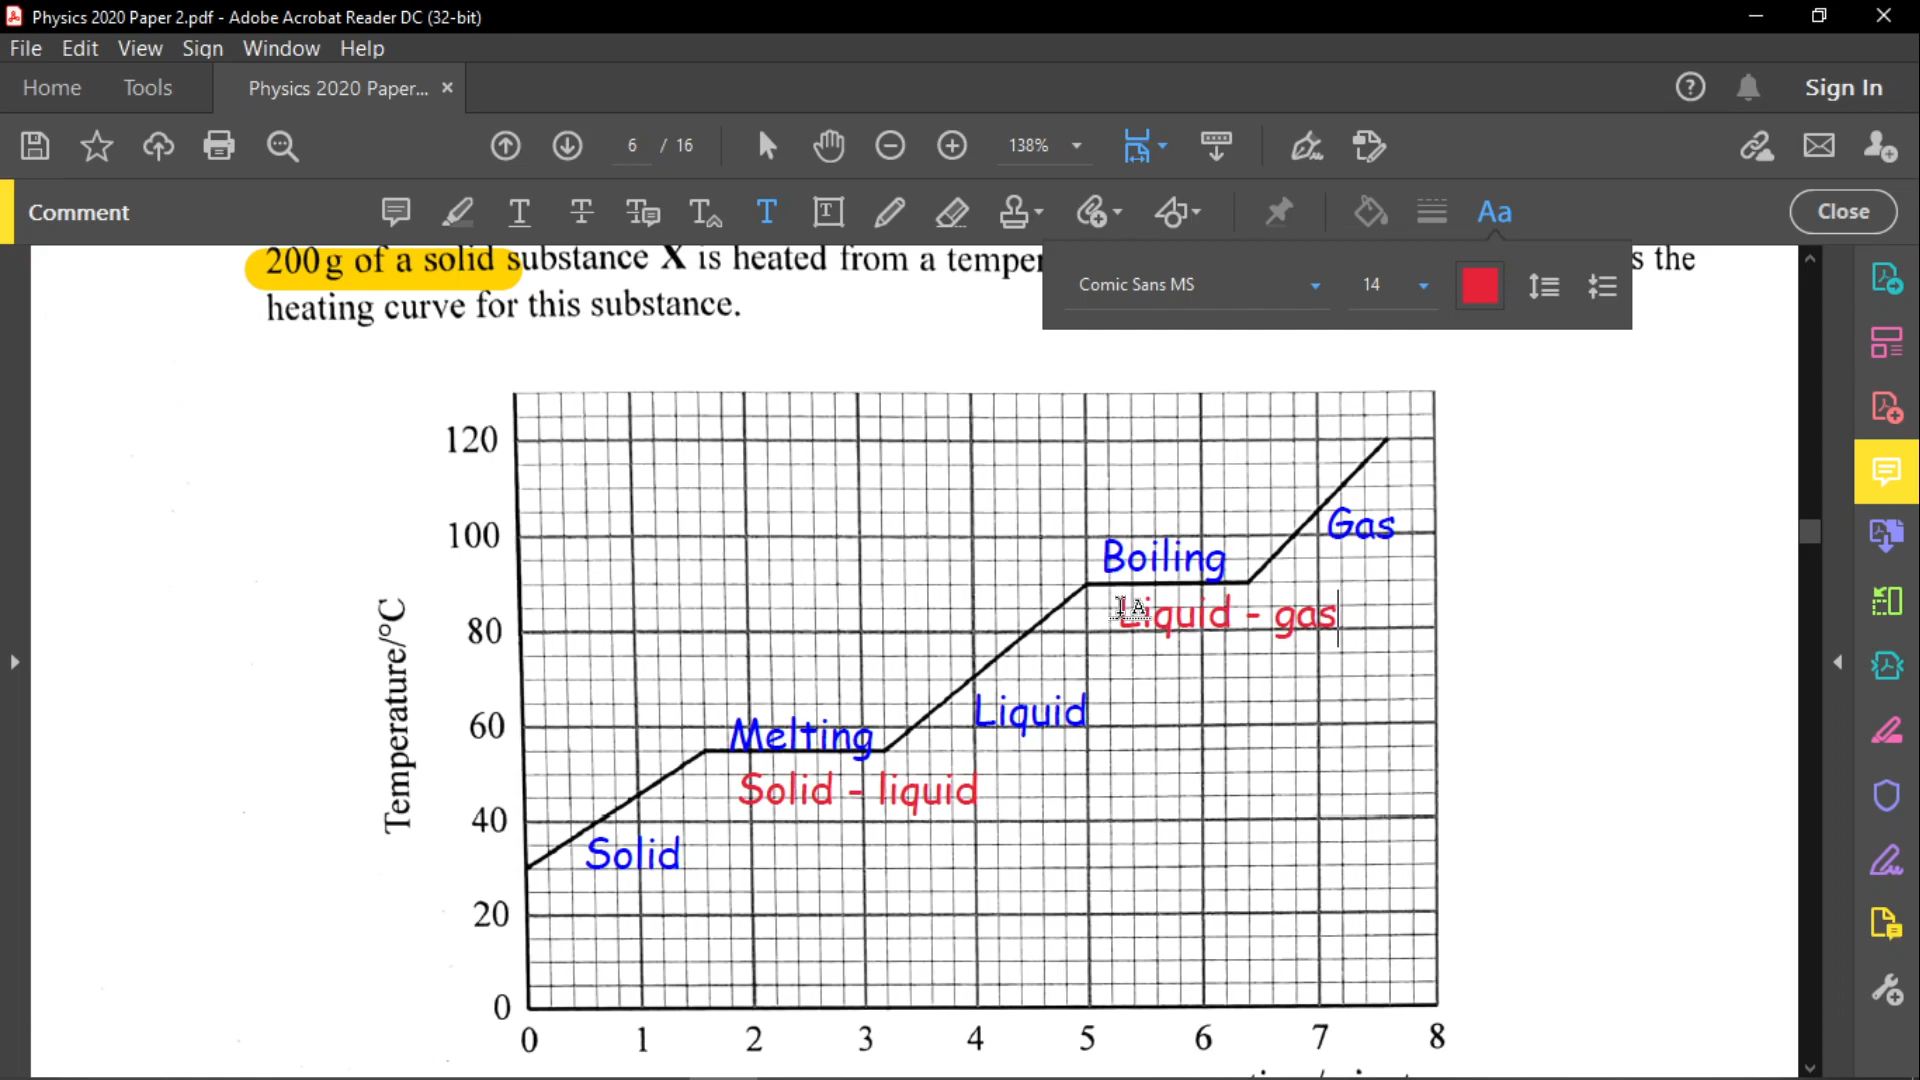 Physics 2020 Paper 2.pdf - Adobe Acrobat Reader DC (32-bit)
File Edit View Sign Window Help
Home Tools Physics 2020 Paper... × Sign In
6 / 16 138%
Comment Close
Comic Sans MS 14
200 g of a solid substance X is heated from a temper s the
heating curve for this substance.
120
100
80
60
40
20
0
Temperature/°C
Gas
Boiling
Liquid - gas
Liquid
Melting
Solid - liquid
Solid
0 1 2 3 4 5 6 7 8